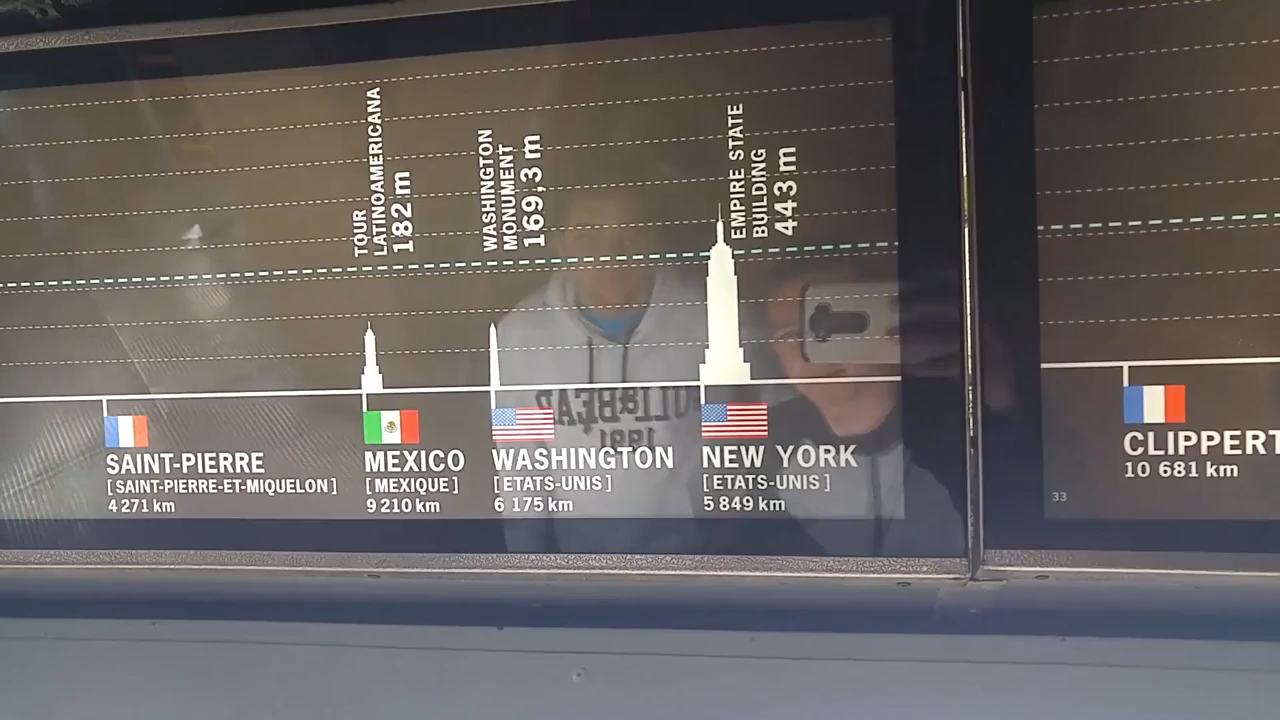 TOUR
LATINOAMERICANA
182 m
WASHINGTON
MONUMENT
169,3 m
EMPIRE STATE
BUILDING
443 m
SAINT-PIERRE
[SAINT-PIERRE-ET-MIQUELON]
4 271 km
MEXICO
[MEXIQUE]
9 210 km
WASHINGTON
[ETATS-UNIS]
6 175 km
NEW YORK
[ETATS-UNIS]
5 849 km
CLIPPERT
10 681 km
33